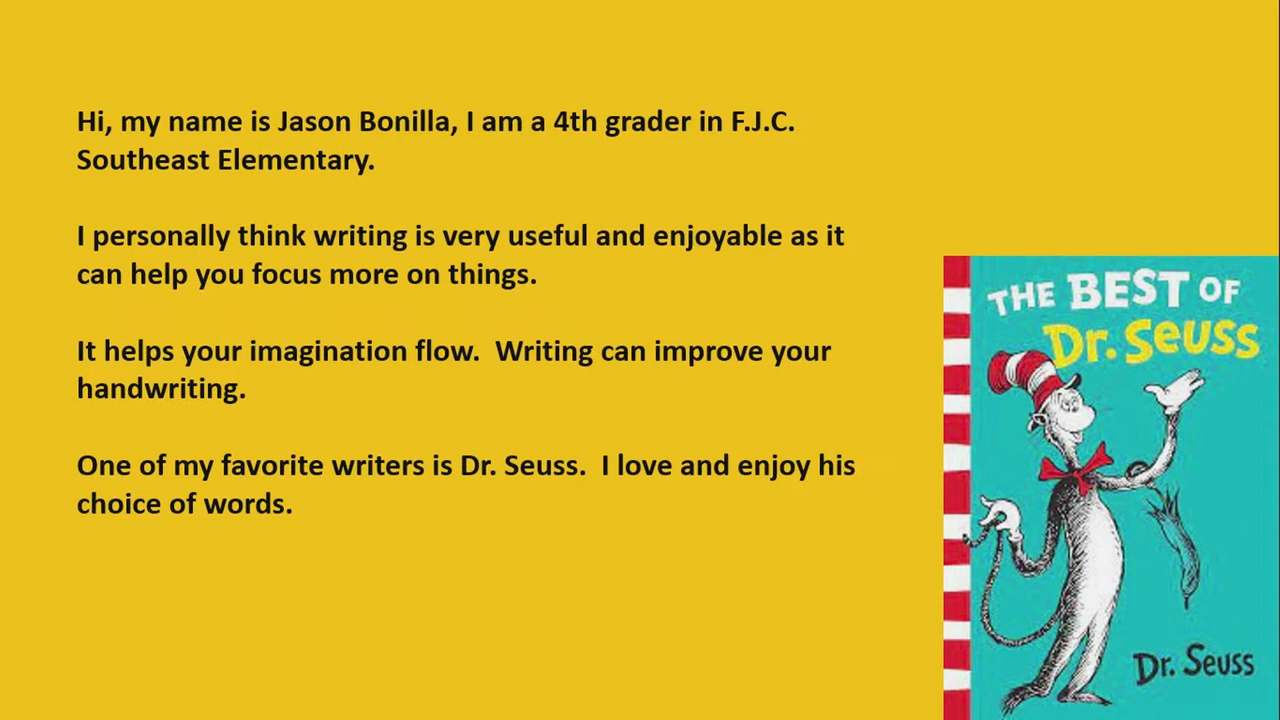 Hi, my name is Jason Bonilla, I am a 4th grader in F.J.C.
Southeast Elementary.
I personally think writing is very useful and enjoyable as it
can help you focus more on things.
It helps your imagination flow.  Writing can improve your
handwriting.
One of my favorite writers is Dr. Seuss.  I love and enjoy his
choice of words.
THE BEST OF
Dr. Seuss
Dr. Seuss